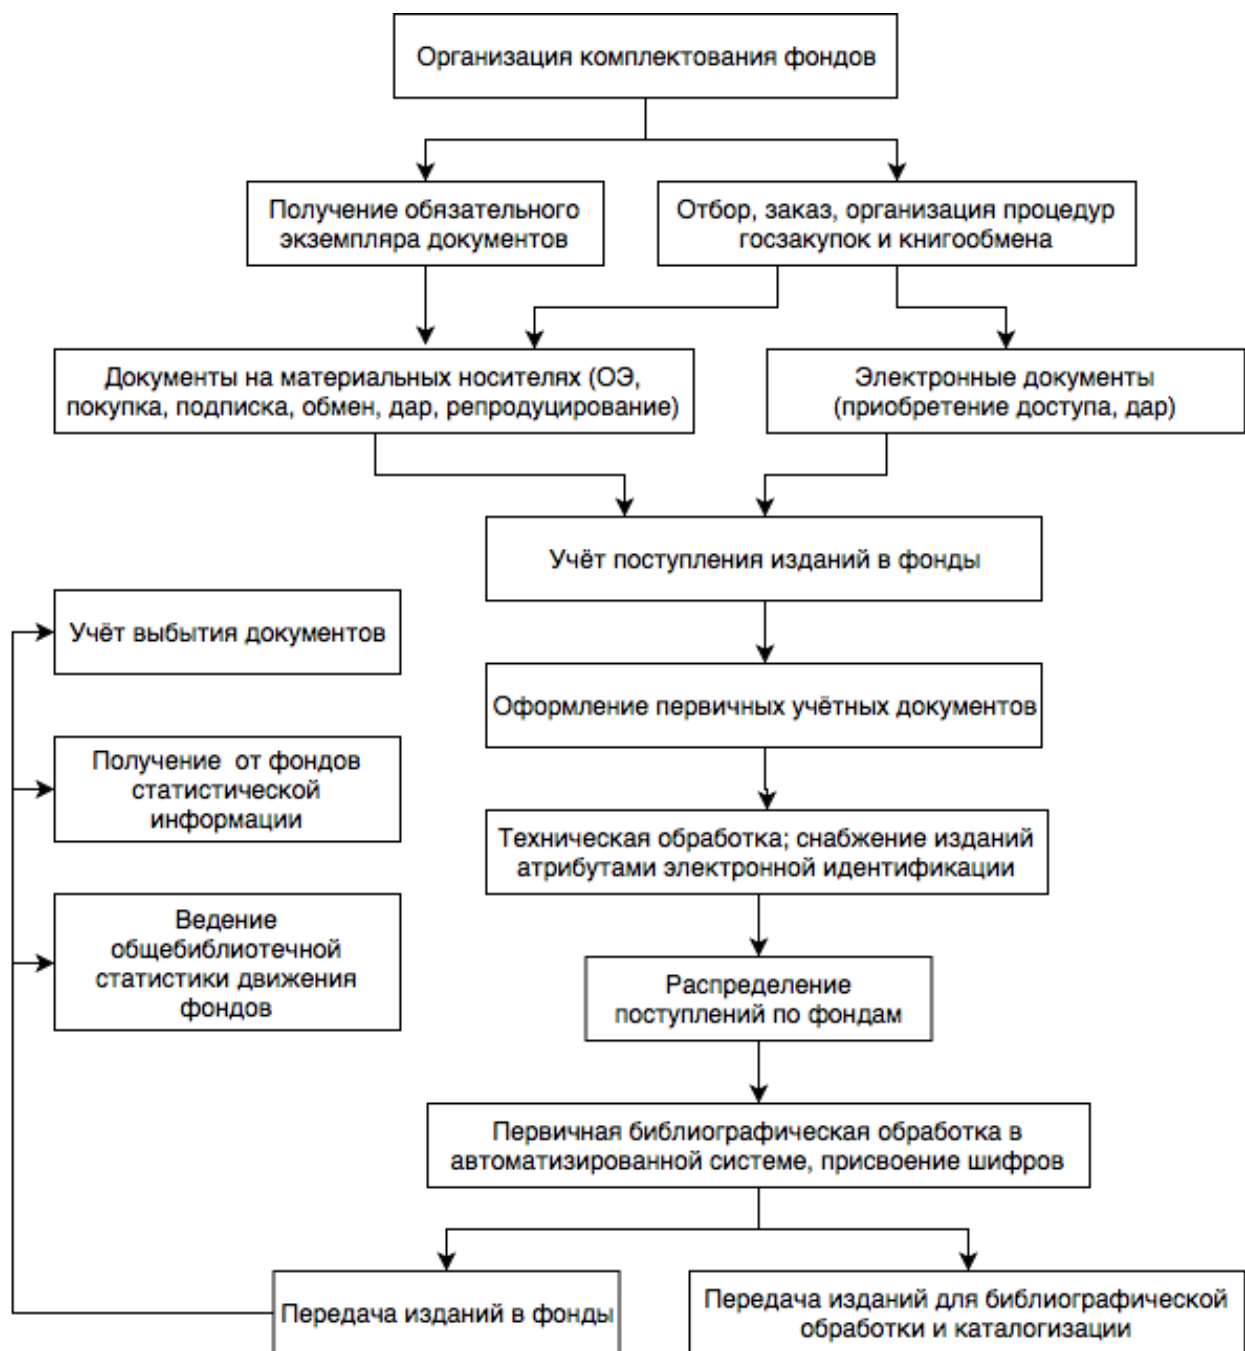 Организация комплектования фондов
Получение обязательного
экземпляра документов
Отбор, заказ, организация процедур
госзакупок и книгообмена
Документы на материальных носителях (ОЭ,
покупка, подписка, обмен, дар, репродуцирование)
Электронные документы
(приобретение доступа, дар)
Учёт поступления изданий в фонды
Учёт выбытия документов
Оформление первичных учётных документов
Получение от фондов
статистической
информации
Техническая обработка; снабжение изданий
атрибутами электронной идентификации
Ведение
общебиблиотечной
статистики движения
фондов
Распределение
поступлений по фондам
Первичная библиографическая обработка в
автоматизированной системе, присвоение шифров
Передача изданий в фонды
Передача изданий для библиографической
обработки и каталогизации